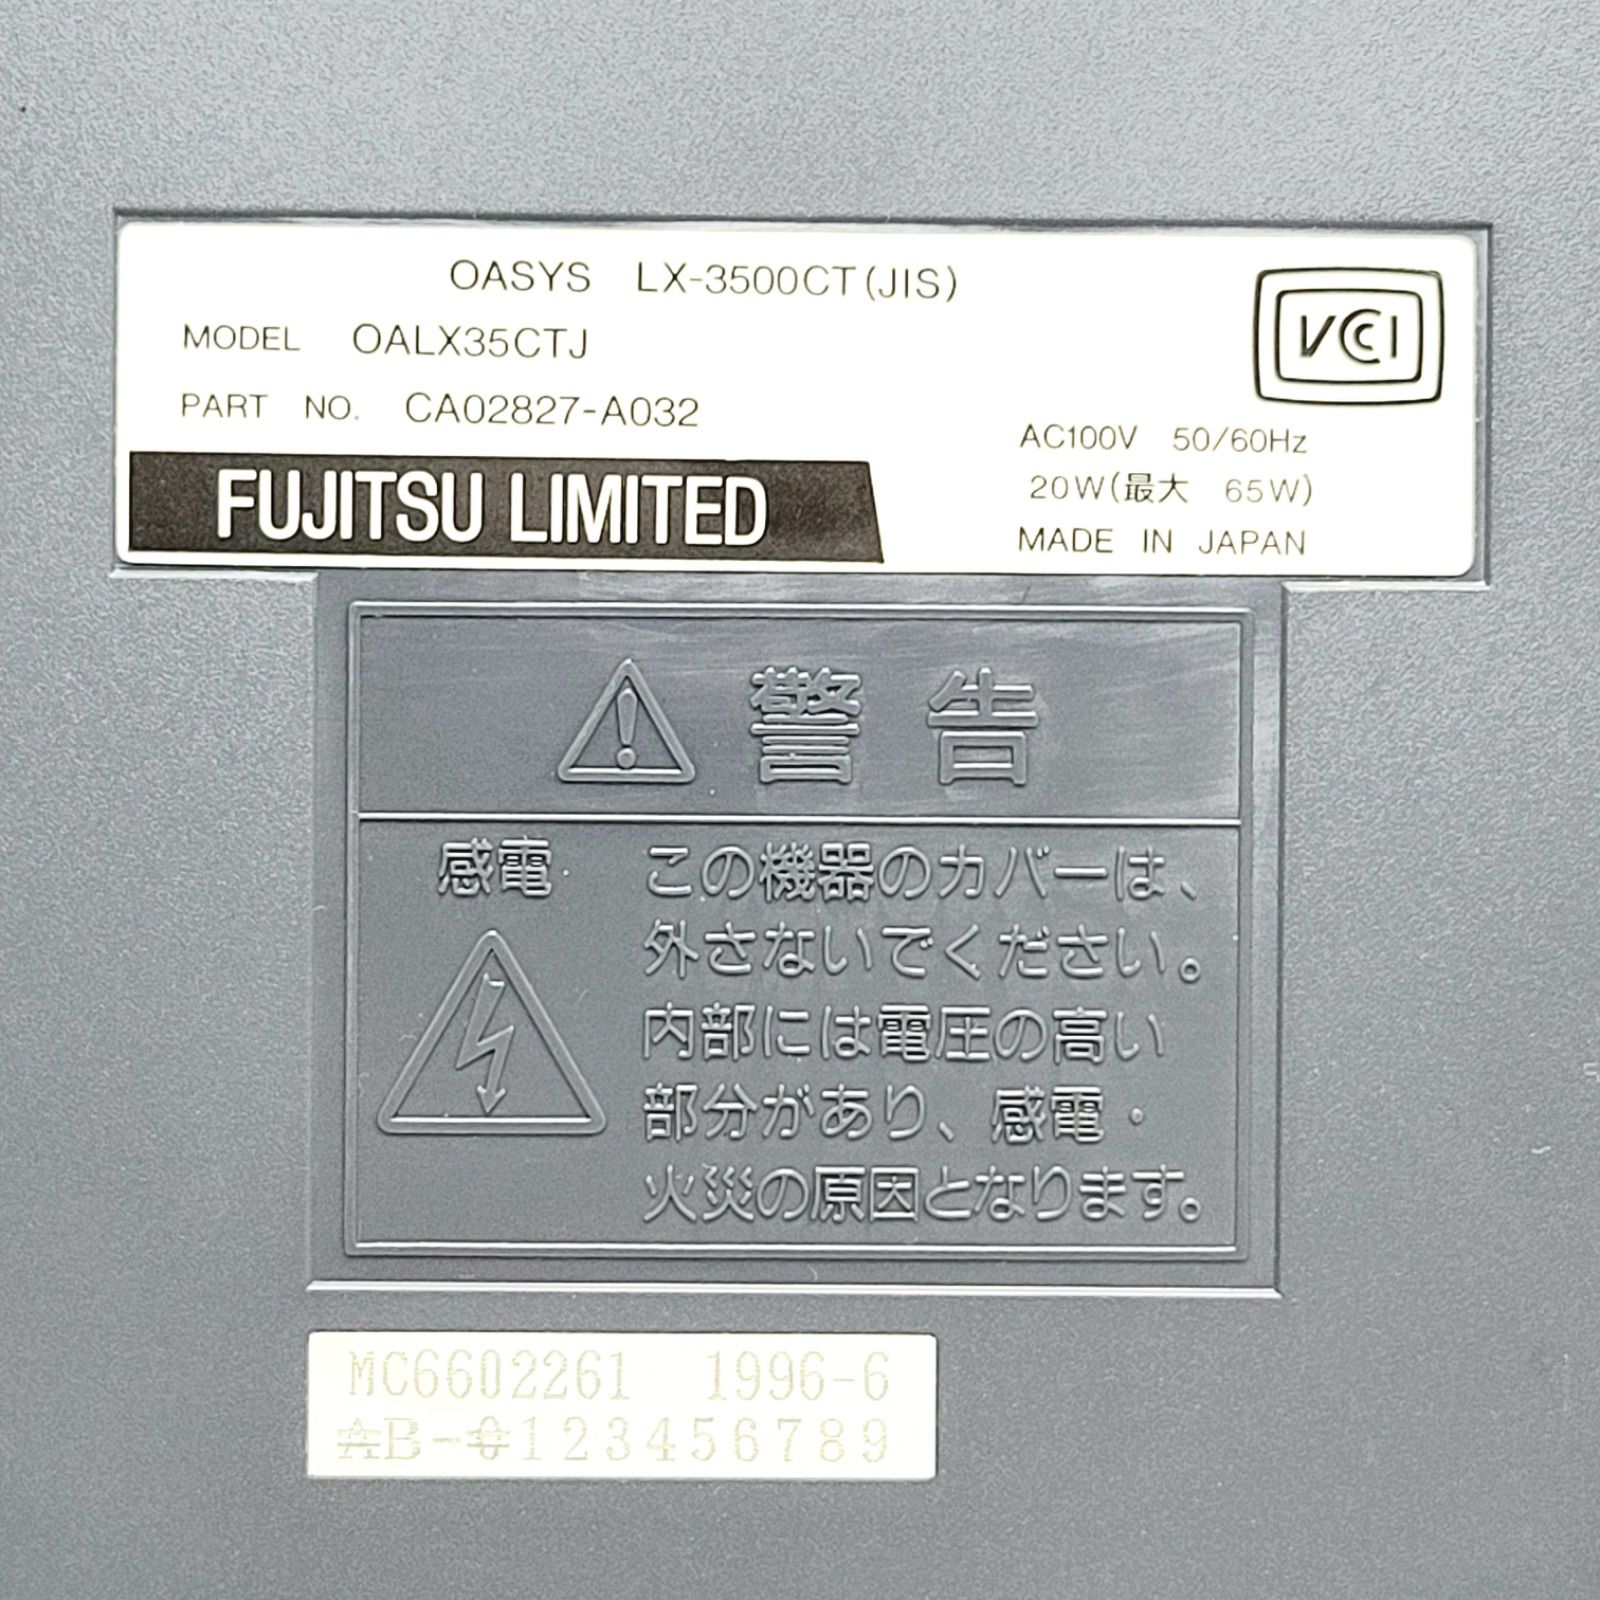 OASYS LX-3500CT(JIS)
MODEL OALX35CTJ
PART NO. CA02827-A032
VCCI
AC100V 50/60Hz
20W(最大 65W)
MADE IN JAPAN
FUJITSU LIMITED
警告
感電・
この機器のカバーは、
外さないでください。
内部には電圧の高い
部分があり、感電・
火災の原因となります。
MC6602261 1996-6
AB-0123456789